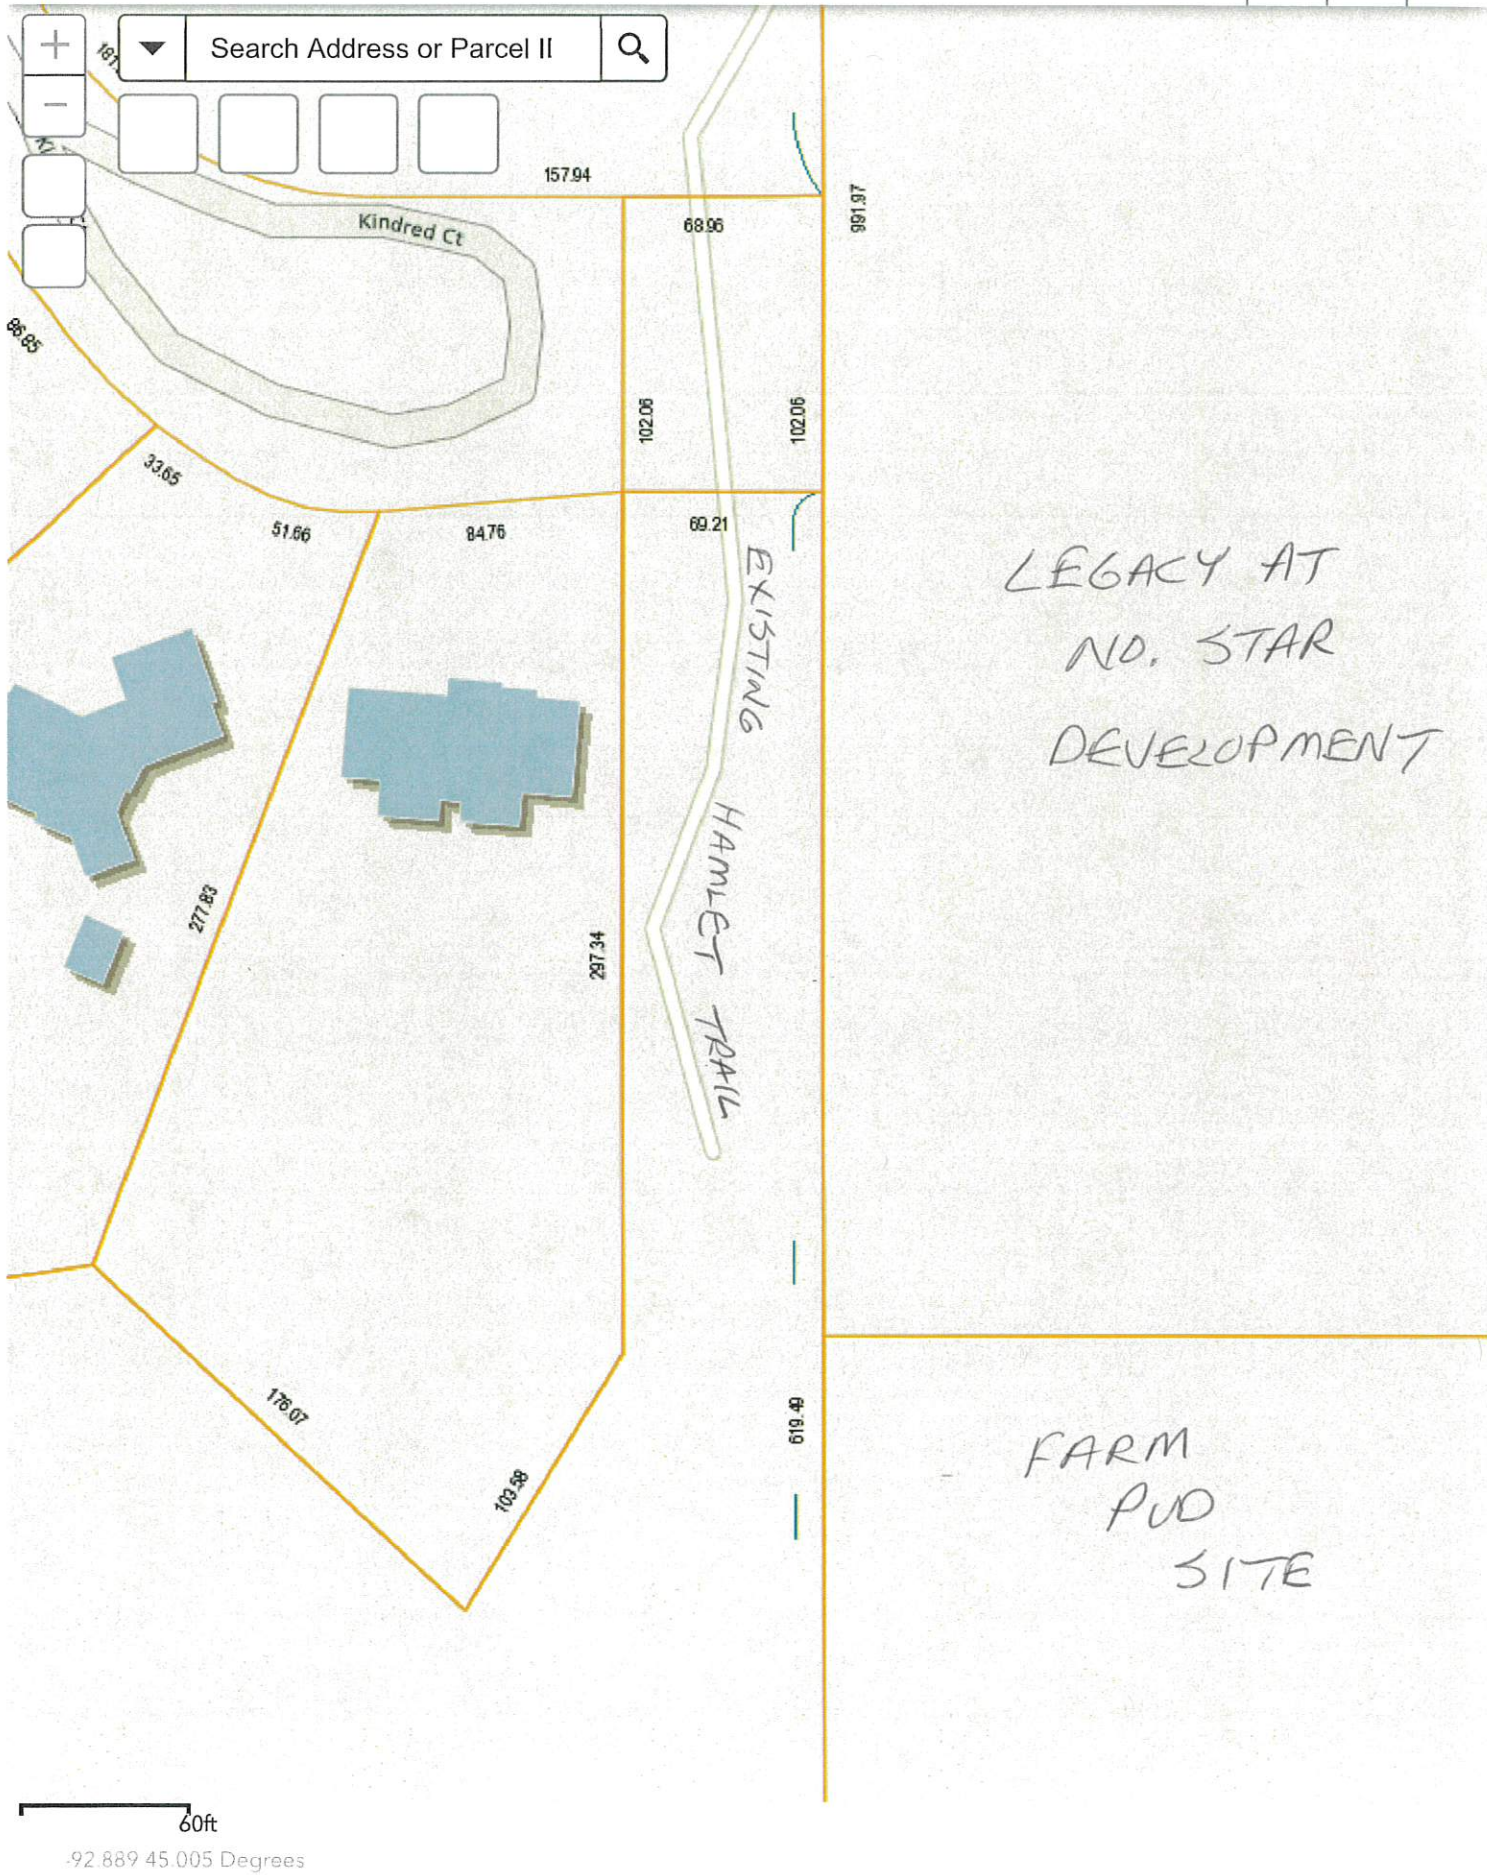 +
Search Address or Parcel II
−
157.94
68.96
991.97
Kindred Ct
86.85
102.06
102.06
33.65
51.66
84.76
69.21
EXISTING
HAMLET TRAIL
LEGACY AT
NO. STAR
DEVELOPMENT
277.83
297.34
176.07
103.58
619.49
FARM
PUD
SITE
60ft
-92.889 45.005 Degrees